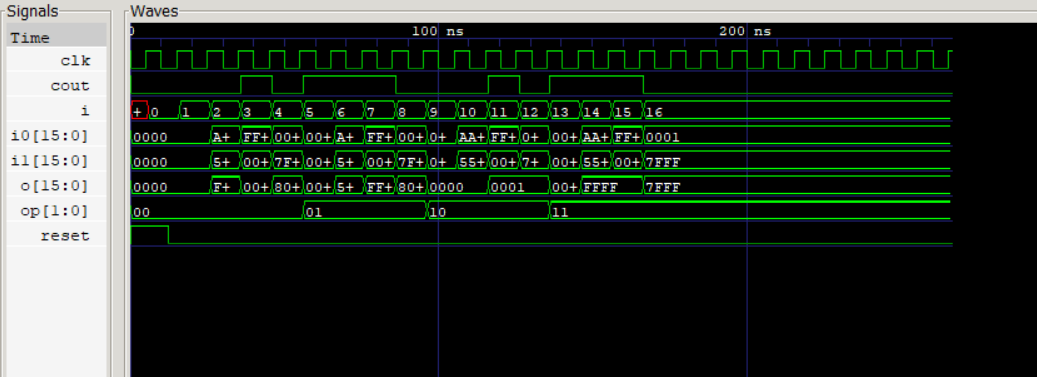 Signals Waves
Time 0 100 ns 200 ns
clk
cout
i + 0 1 2 3 4 5 6 7 8 9 10 11 12 13 14 15 16
i0[15:0] 0000 A+ FF+ 00+ 00+ A+ FF+ 00+ 0+ AA+ FF+ 0+ 00+ AA+ FF+ 0001
i1[15:0] 0000 5+ 00+ 7F+ 00+ 5+ 00+ 7F+ 0+ 55+ 00+ 7+ 00+ 55+ 00+ 7FFF
o[15:0] 0000 F+ 00+ 80+ 00+ 5+ FF+ 80+ 0000 0001 00+ FFFF 7FFF
op[1:0] 00 01 10 11
reset